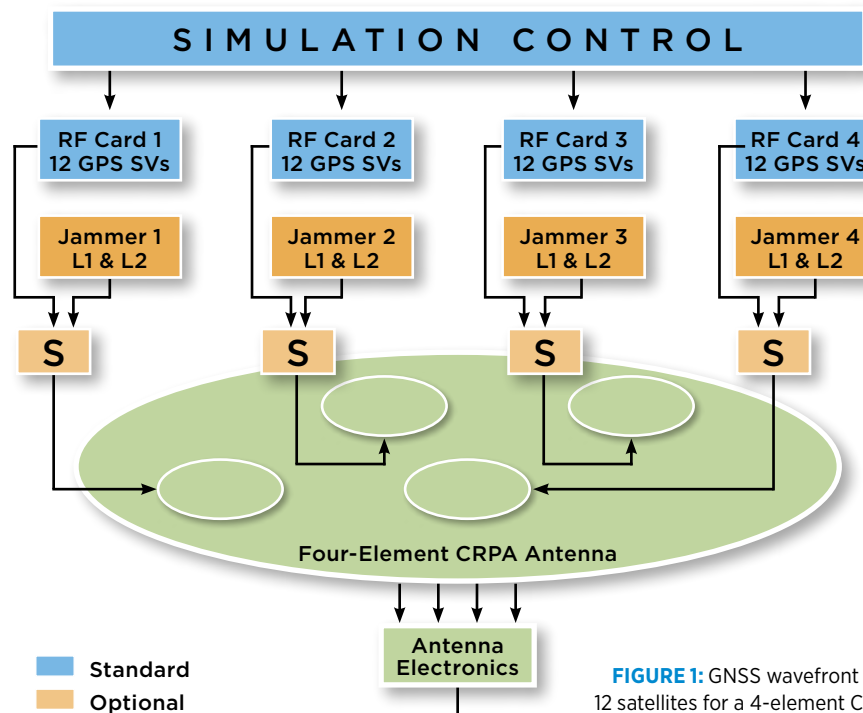 SIMULATION CONTROL
RF Card 1
12 GPS SVs
RF Card 2
12 GPS SVs
RF Card 3
12 GPS SVs
RF Card 4
12 GPS SVs
Jammer 1
L1 & L2
Jammer 2
L1 & L2
Jammer 3
L1 & L2
Jammer 4
L1 & L2
S
S
S
S
Four-Element CRPA Antenna
Antenna
Electronics
Standard
Optional
FIGURE 1: GNSS wavefront
12 satellites for a 4-element C